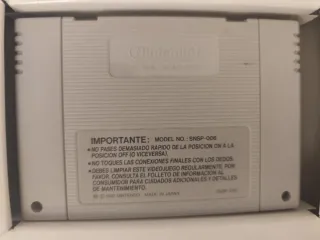 Nintendo
IMPORTANTE: MODEL NO.: SNSP-006
•NO PASES DEMASIADO RAPIDO DE LA POSICION ON A LA
POSICION OFF (O VICEVERSA).
•NO TOQUES LAS CONEXIONES FINALES CON LOS DEDOS.
•DEBES LIMPIAR ESTE VIDEOJUEGO REGULARMENTE, POR
FAVOR, CONSULTA EL FOLLETO DE INFORMACION AL
CONSUMIDOR PARA CUIDADOS ADICIONALES Y DETALLES
DE MANTENIMIENTO.
NINTENDO MADE IN JAPAN